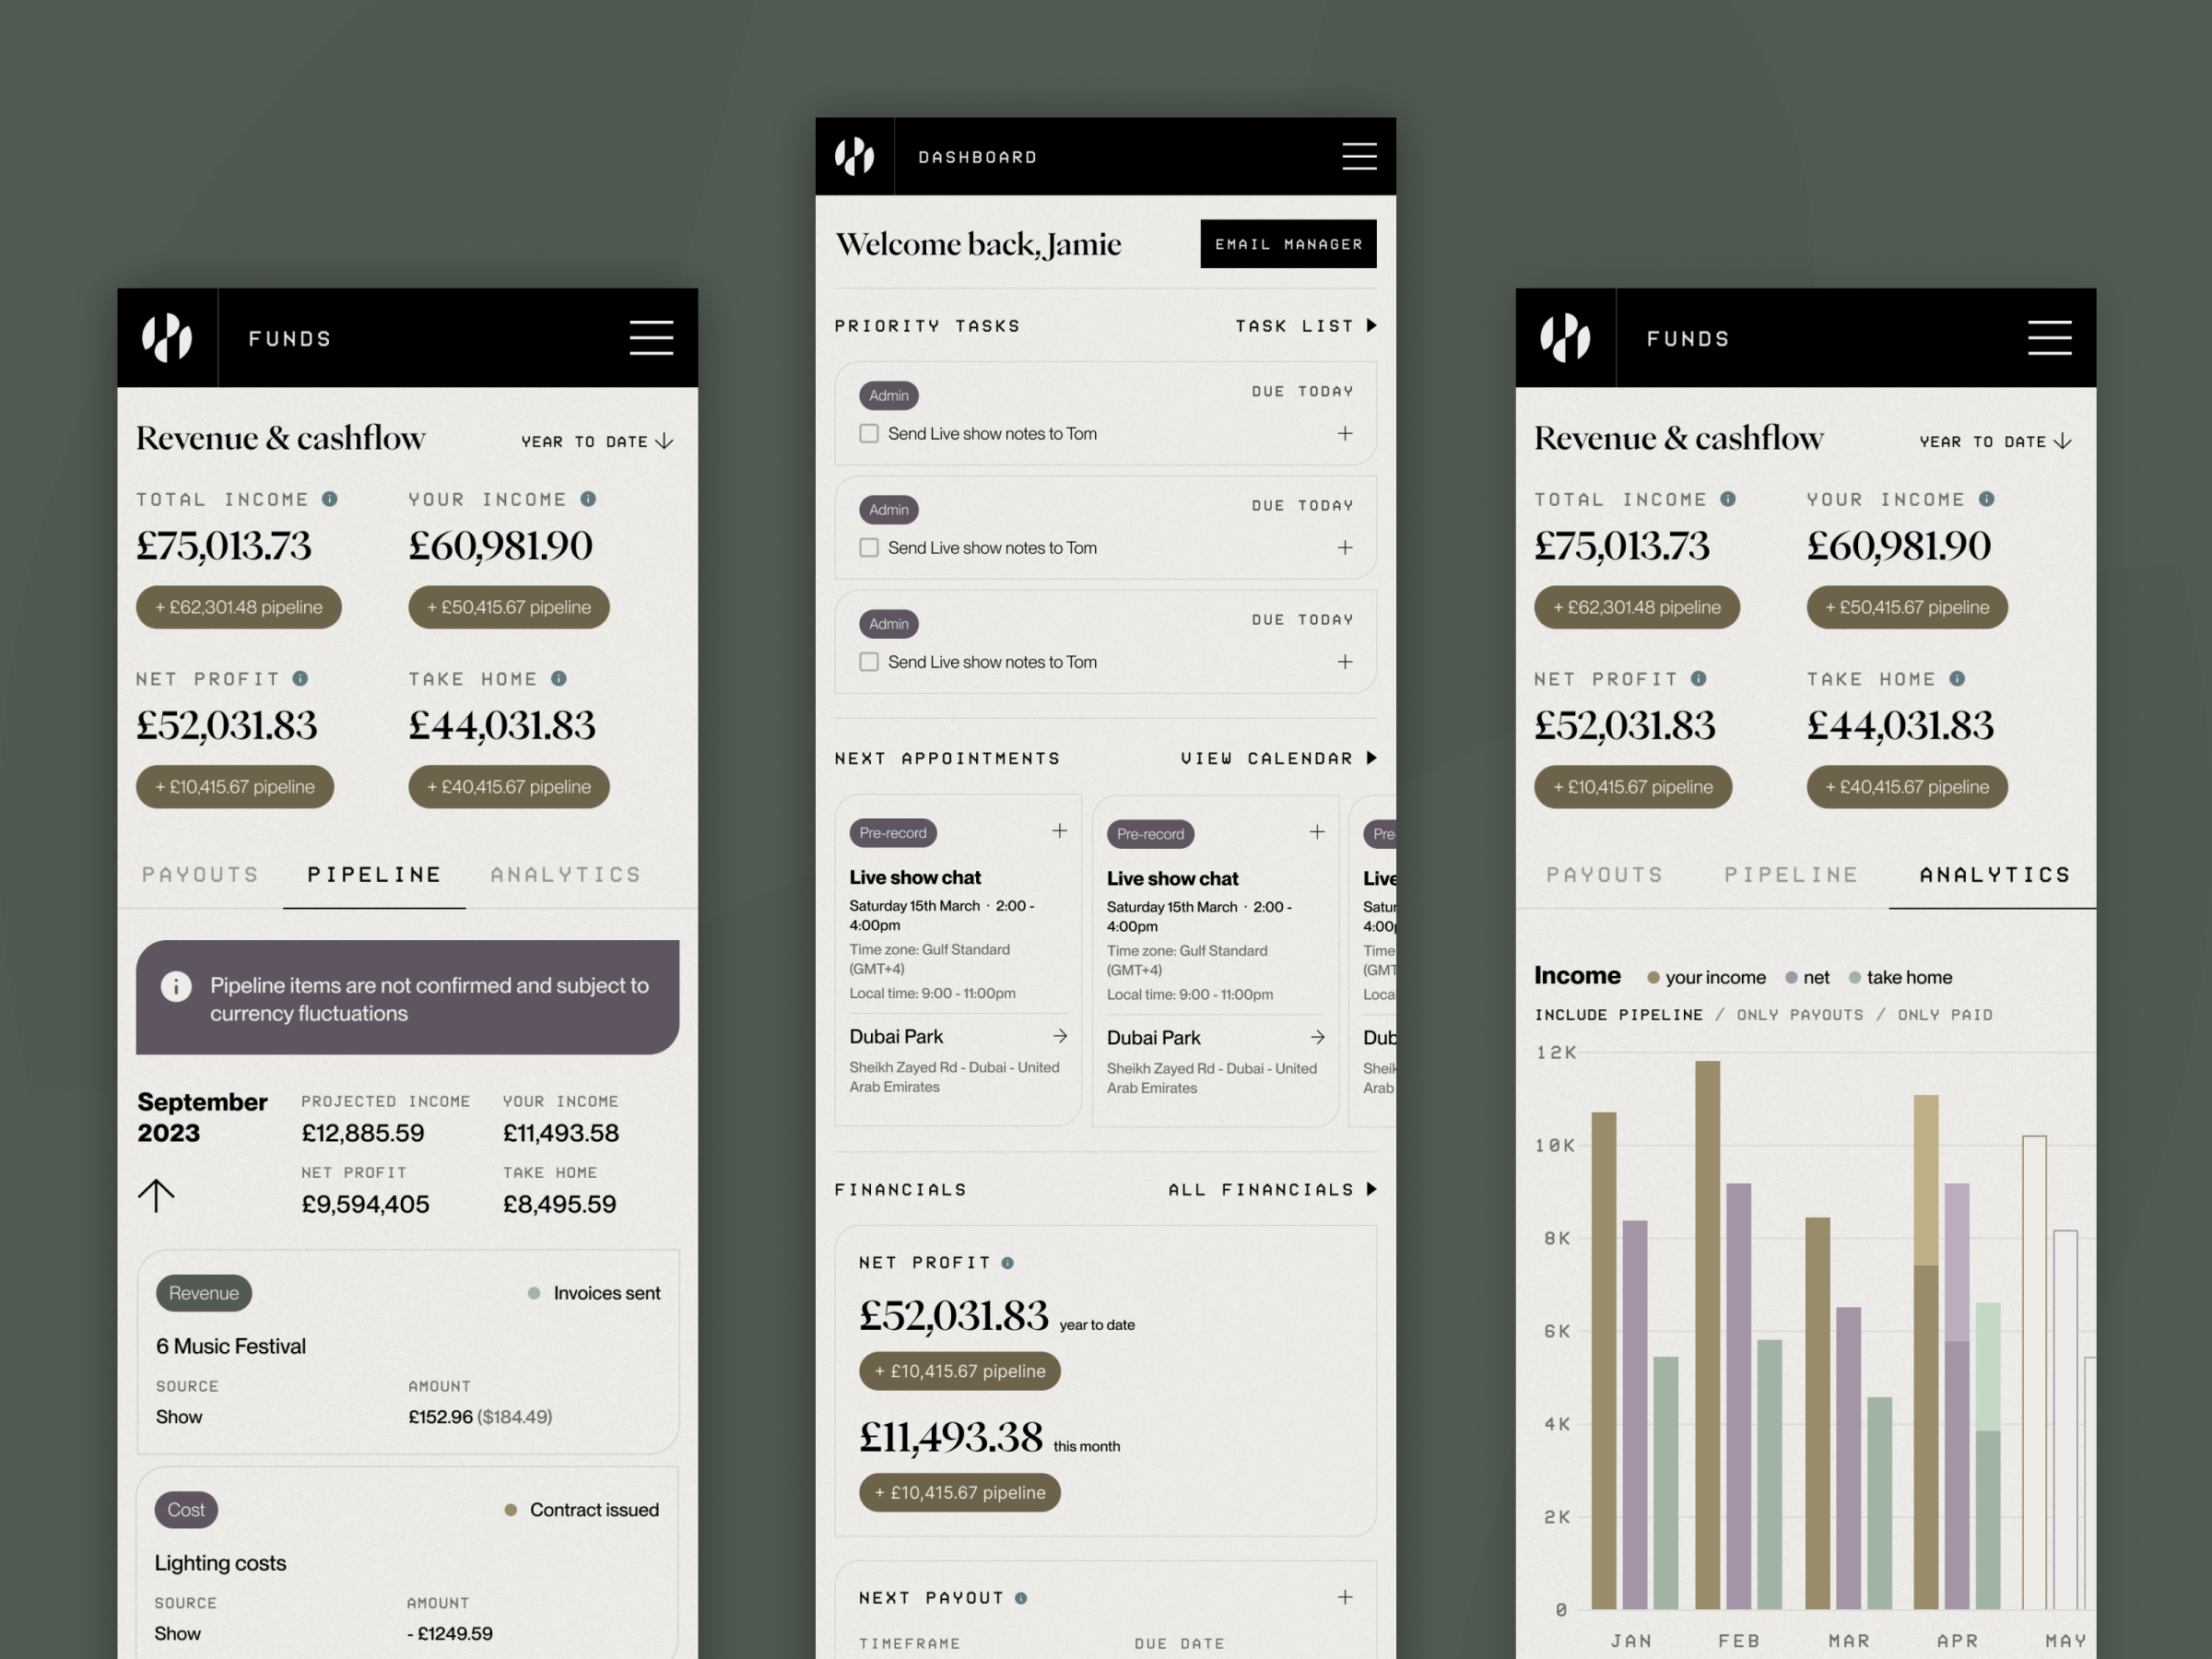 FUNDS
Revenue & cashflow
YEAR TO DATE
TOTAL INCOME
YOUR INCOME
£75,013.73
£60,981.90
+ £62,301.48 pipeline
+ £50,415.67 pipeline
NET PROFIT
TAKE HOME
£52,031.83
£44,031.83
+ £10,415.67 pipeline
+ £40,415.67 pipeline
PAYOUTS
PIPELINE
ANALYTICS
Pipeline items are not confirmed and subject to
currency fluctuations
September
2023
PROJECTED INCOME
YOUR INCOME
£12,885.59
£11,493.58
NET PROFIT
TAKE HOME
£9,594,405
£8,495.59
Revenue
Invoices sent
6 Music Festival
SOURCE
AMOUNT
Show
£152.96 ($184.49)
Cost
Contract issued
Lighting costs
SOURCE
AMOUNT
Show
- £1249.59
DASHBOARD
Welcome back, Jamie
EMAIL MANAGER
PRIORITY TASKS
TASK LIST
Admin
DUE TODAY
Send Live show notes to Tom
Admin
DUE TODAY
Send Live show notes to Tom
Admin
DUE TODAY
Send Live show notes to Tom
NEXT APPOINTMENTS
VIEW CALENDAR
Pre-record
Live show chat
Saturday 15th March · 2:00 -
4:00pm
Time zone: Gulf Standard
(GMT+4)
Local time: 9:00 - 11:00pm
Dubai Park
Sheikh Zayed Rd - Dubai - United
Arab Emirates
Pre-record
Live show chat
Saturday 15th March · 2:00 -
4:00pm
Time zone: Gulf Standard
(GMT+4)
Local time: 9:00 - 11:00pm
Dubai Park
Sheikh Zayed Rd - Dubai - United
Arab Emirates
Pre-
Live
Satur
4:00p
Time
(GMT
Loca
Dub
Sheik
Arab
FINANCIALS
ALL FINANCIALS
NET PROFIT
£52,031.83 year to date
+ £10,415.67 pipeline
£11,493.38 this month
+ £10,415.67 pipeline
NEXT PAYOUT
TIMEFRAME
DUE DATE
FUNDS
Revenue & cashflow
YEAR TO DATE
TOTAL INCOME
YOUR INCOME
£75,013.73
£60,981.90
+ £62,301.48 pipeline
+ £50,415.67 pipeline
NET PROFIT
TAKE HOME
£52,031.83
£44,031.83
+ £10,415.67 pipeline
+ £40,415.67 pipeline
PAYOUTS
PIPELINE
ANALYTICS
Income
your income
net
take home
INCLUDE PIPELINE / ONLY PAYOUTS / ONLY PAID
12K
10K
8K
6K
4K
2K
0
JAN
FEB
MAR
APR
MAY